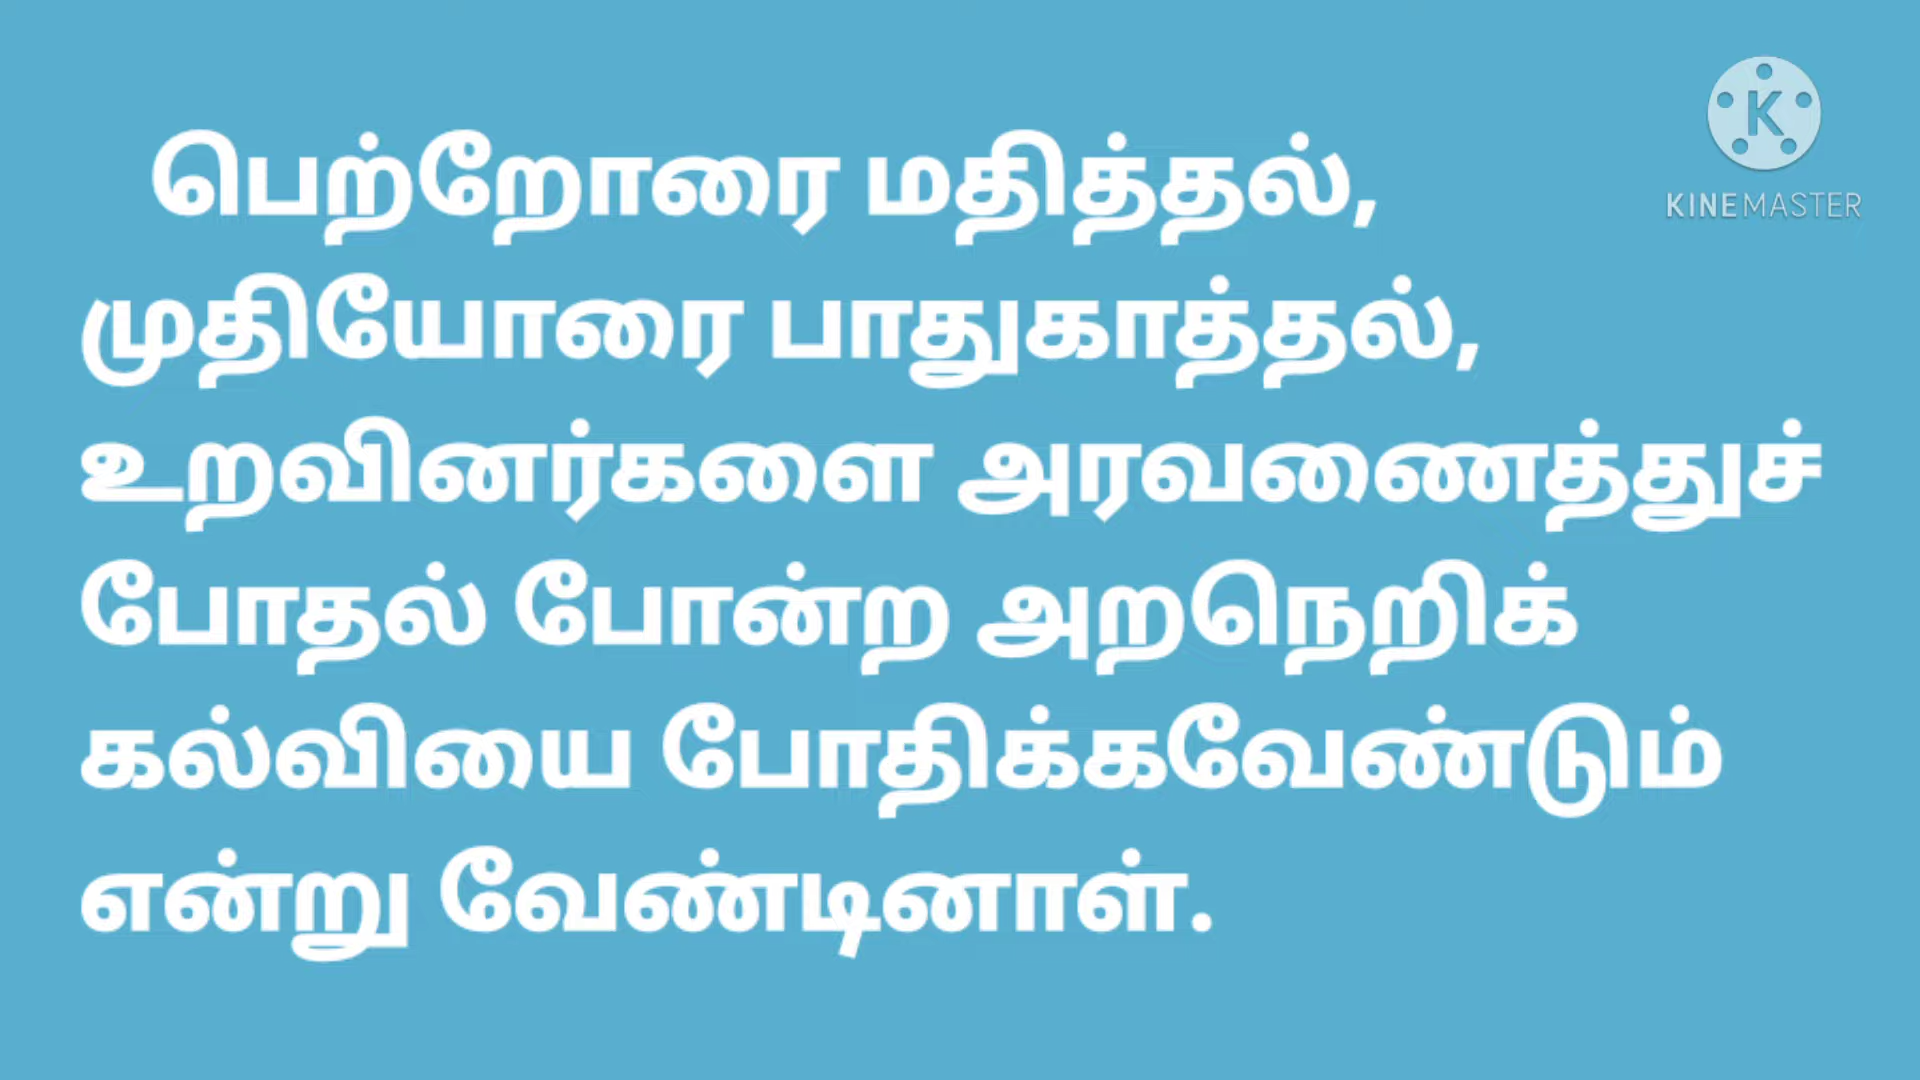 பெற்றோரை மதித்தல்,
முதியோரை பாதுகாத்தல்,
உறவினர்களை அரவணைத்துச்
போதல் போன்ற அறநெறிக்
கல்வியை போதிக்கவேண்டும்
என்று வேண்டினாள்.
K
KINEMASTER